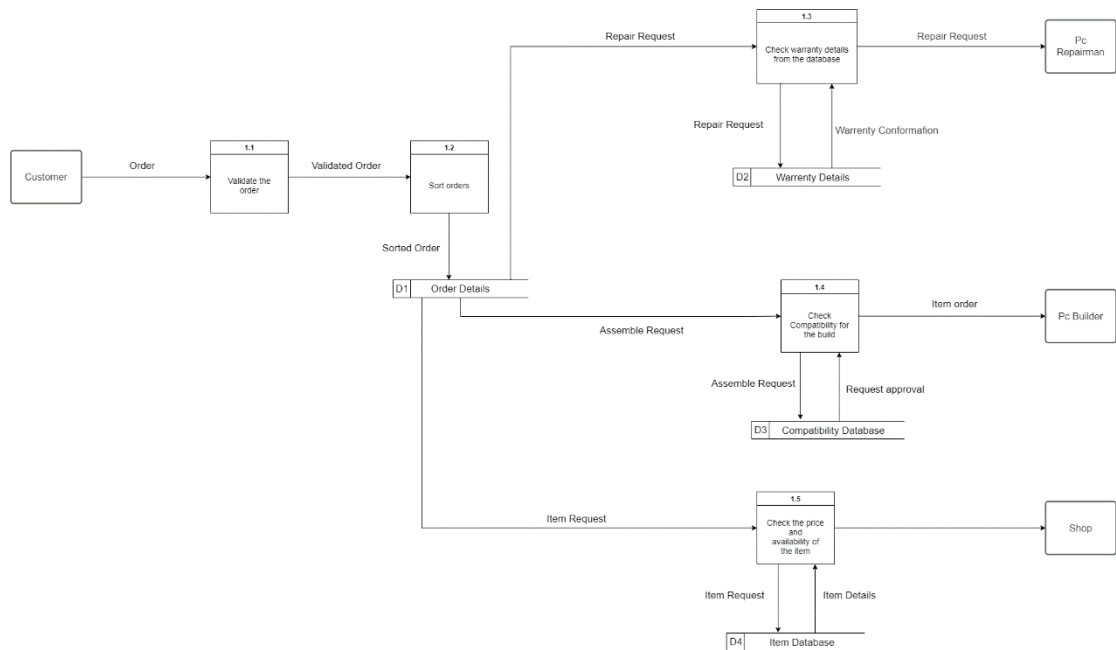 1.3
Repair Request
Check warranty details
from the database
Repair Request
Pc
Repairman
Repair Request
Warrenty Conformation
D2
Warrenty Details
Customer
Order
1.1
Validate the
order
Validated Order
1.2
Sort orders
Sorted Order
D1
Order Details
Assemble Request
1.4
Check
Compatibility for
the build
Item order
Pc Builder
Assemble Request
Request approval
D3
Compatibility Database
Item Request
1.5
Check the price
and
availability of
the item
Shop
Item Request
Item Details
D4
Item Database